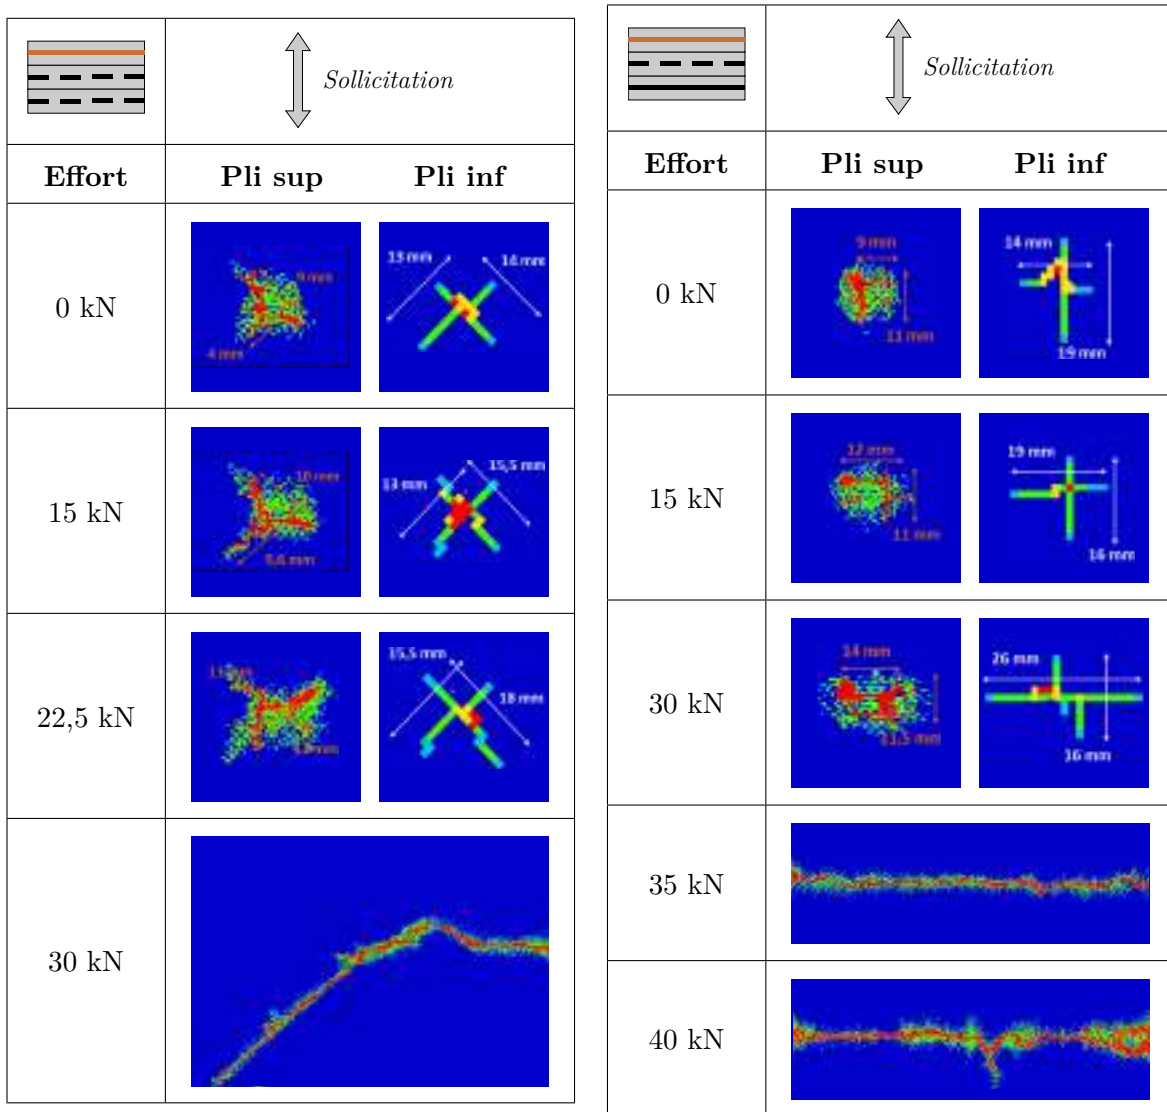 Sollicitation
Effort Pli sup Pli inf
0 kN
9 mm
4 mm
13 mm
14 mm
15 kN
10 mm
5,6 mm
13 mm
15,5 mm
22,5 kN
15,5 mm
18 mm
30 kN
Sollicitation
Effort Pli sup Pli inf
0 kN
9 mm
11 mm
14 mm
19 mm
15 kN
12 mm
11 mm
19 mm
16 mm
30 kN
14 mm
11,5 mm
26 mm
16 mm
35 kN
40 kN